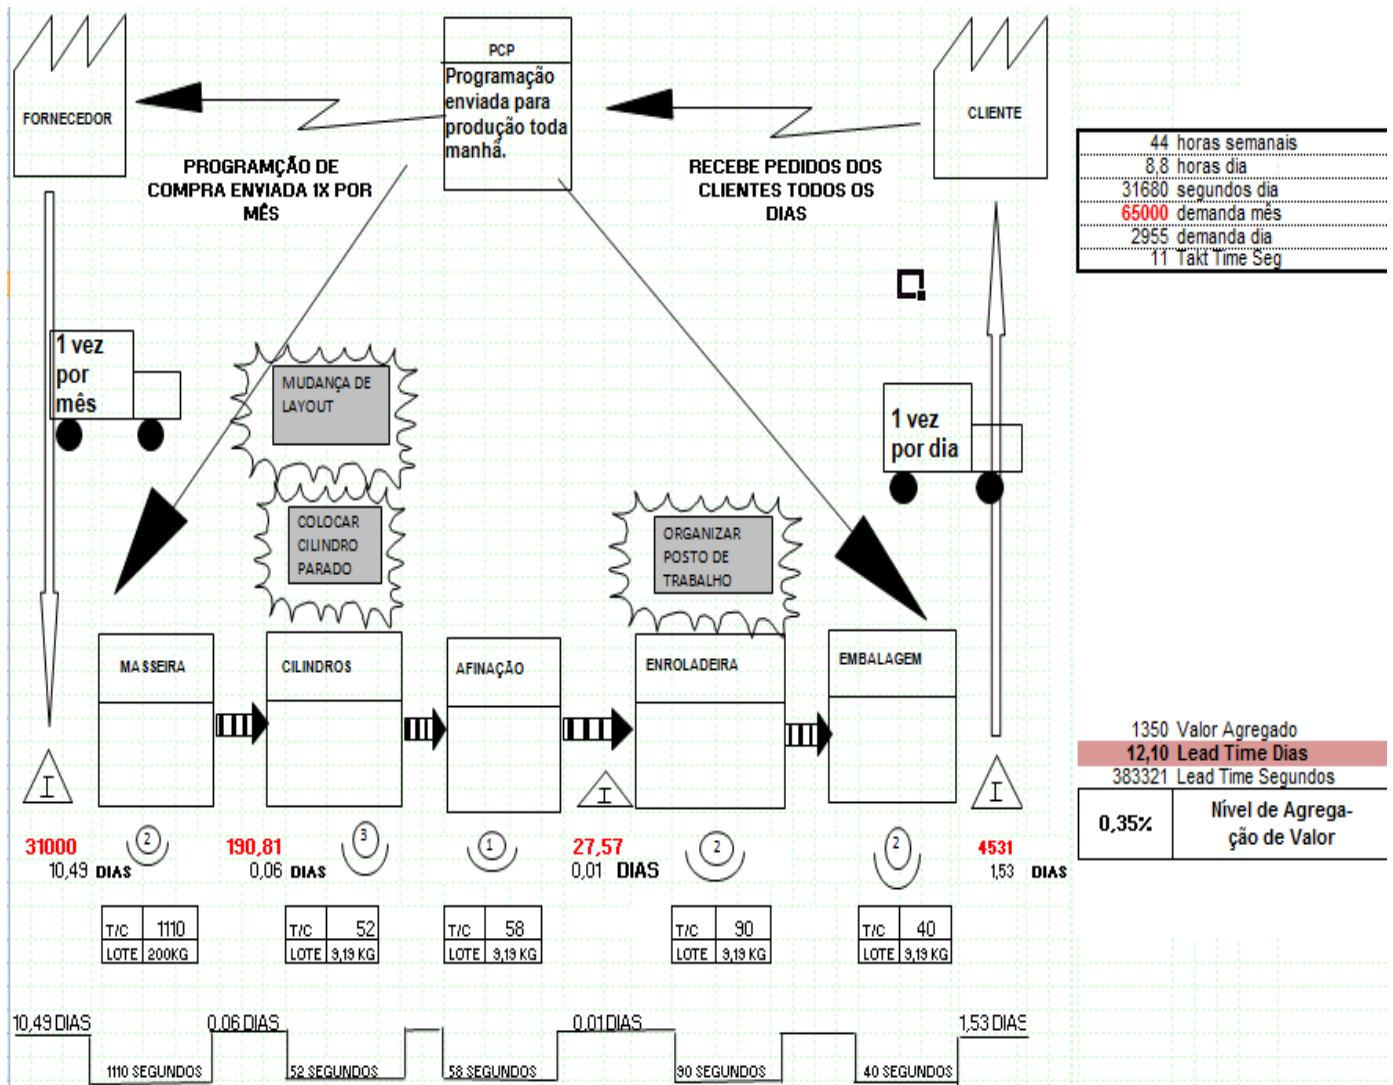 FORNECEDOR
PCP
Programação
enviada para
produção toda
manhã.
CLIENTE
PROGRAMÇÃO DE
COMPRA ENVIADA 1X POR
MÊS
RECEBE PEDIDOS DOS
CLIENTES TODOS OS
DIAS
44 horas semanais
8,8 horas dia
31680 segundos dia
65000 demanda mês
2955 demanda dia
11 Takt Time Seg
1 vez
por
mês
MUDANÇA DE
LAYOUT
1 vez
por dia
COLOCAR
CILINDRO
PARADO
ORGANIZAR
POSTO DE
TRABALHO
MASSEIRA
CILINDROS
AFINAÇÃO
ENROLADEIRA
EMBALAGEM
I
I
I
1350 Valor Agregado
12,10 Lead Time Dias
383321 Lead Time Segundos
0,35% Nível de Agrega-
ção de Valor
31000
10,49 DIAS
2
190,81
0,06 DIAS
3
1
27,57
0,01 DIAS
2
2
4531
1,53 DIAS
T/C 1110
LOTE 200KG
T/C 52
LOTE 9,19 KG
T/C 58
LOTE 9,19 KG
T/C 90
LOTE 9,19 KG
T/C 40
LOTE 9,19 KG
10,49 DIAS
0,06 DIAS
0,01 DIAS
1,53 DIAS
1110 SEGUNDOS
52 SEGUNDOS
58 SEGUNDOS
90 SEGUNDOS
40 SEGUNDOS